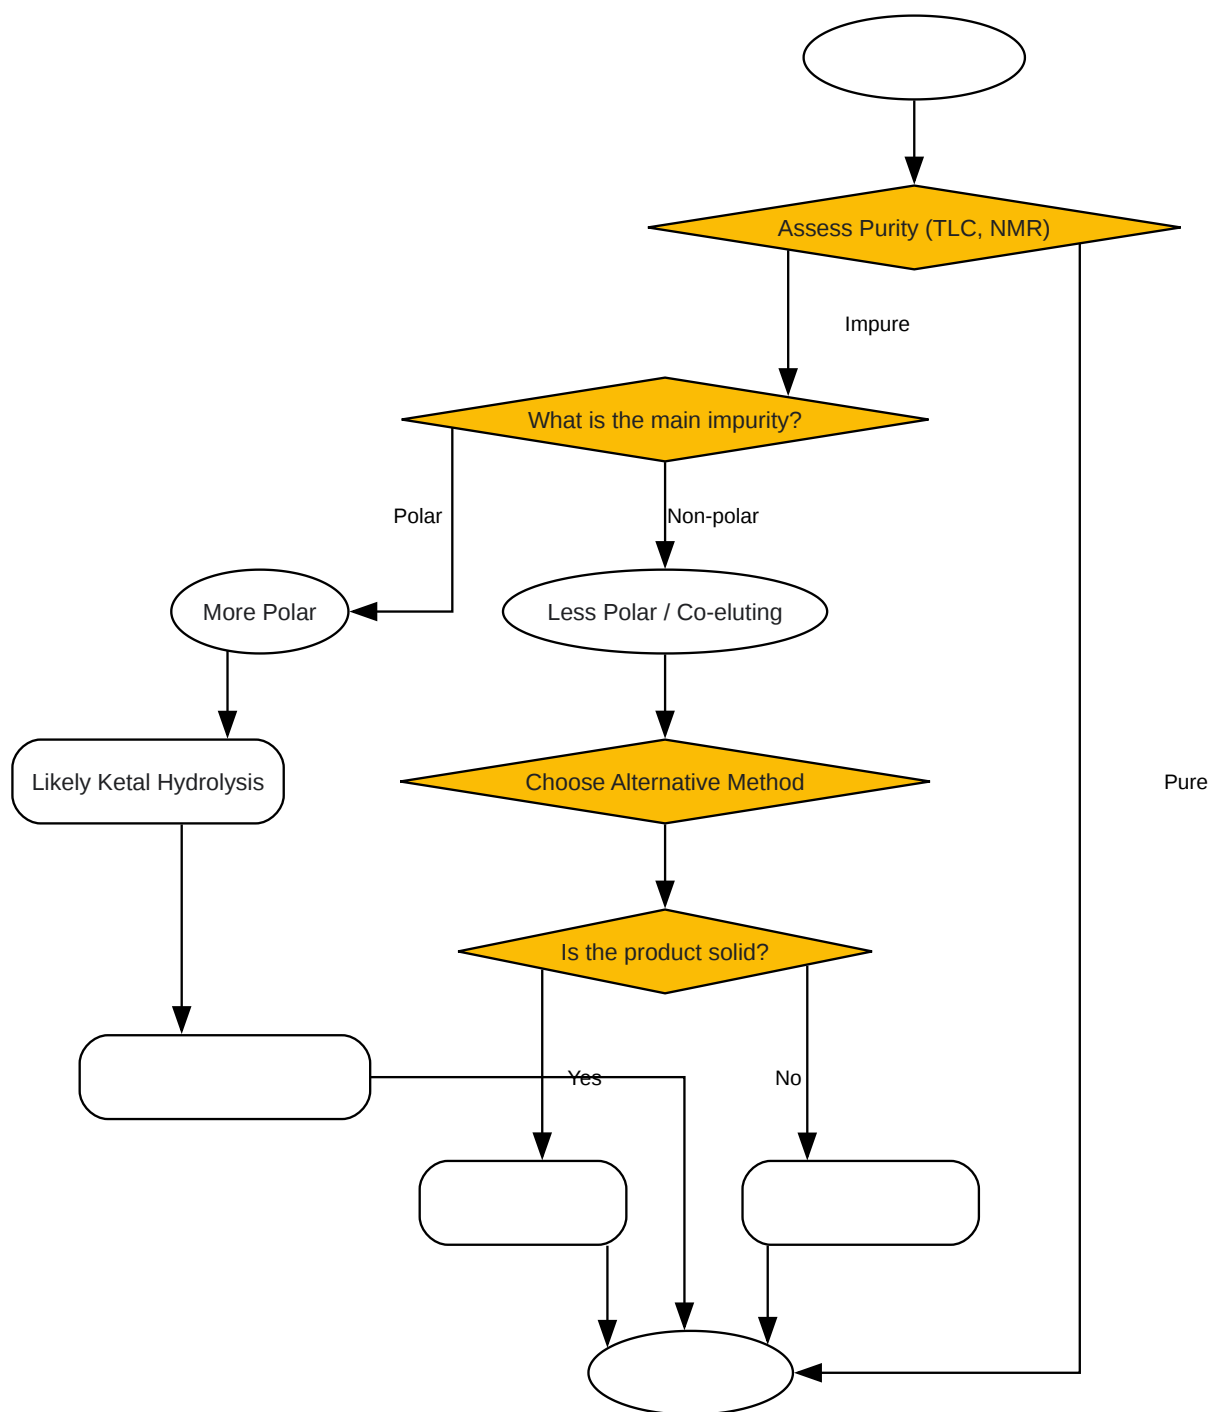 Assess Purity (TLC, NMR)
Impure
What is the main impurity?
Polar
Non-polar
More Polar
Less Polar / Co-eluting
Likely Ketal Hydrolysis
Choose Alternative Method
Pure
Is the product solid?
Yes
No